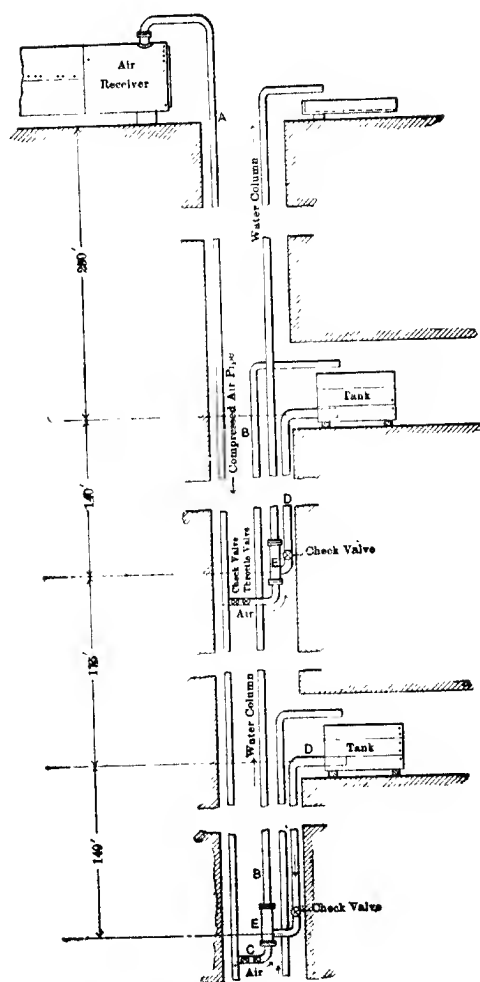 Air
Receiver
A
Water Column
280'
Compressed Air Pipe
Tank
B
D
140'
Check Valve
Throttle Valve
E
Check Valve
Air
Water Column
D
Tank
140'
B
Check Valve
E
C
Air